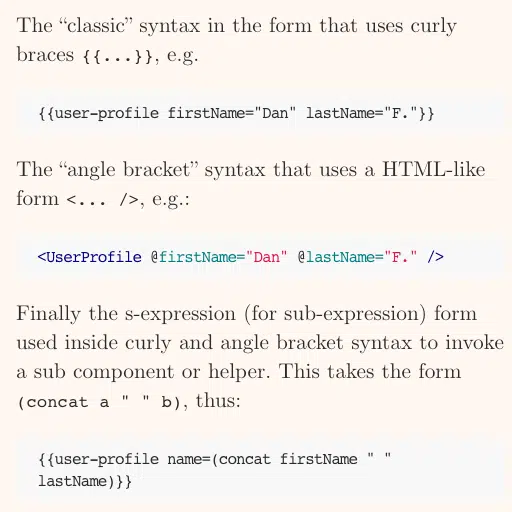 The “classic” syntax in the form that uses curly
braces {{...}}, e.g.
{{user-profile firstName="Dan" lastName="F."}}
The “angle bracket” syntax that uses a HTML-like
form <... />, e.g.:
<UserProfile @firstName="Dan" @lastName="F." />
Finally the s-expression (for sub-expression) form
used inside curly and angle bracket syntax to invoke
a sub component or helper. This takes the form
(concat a " " b), thus:
{{user-profile name=(concat firstName " "
lastName)}}